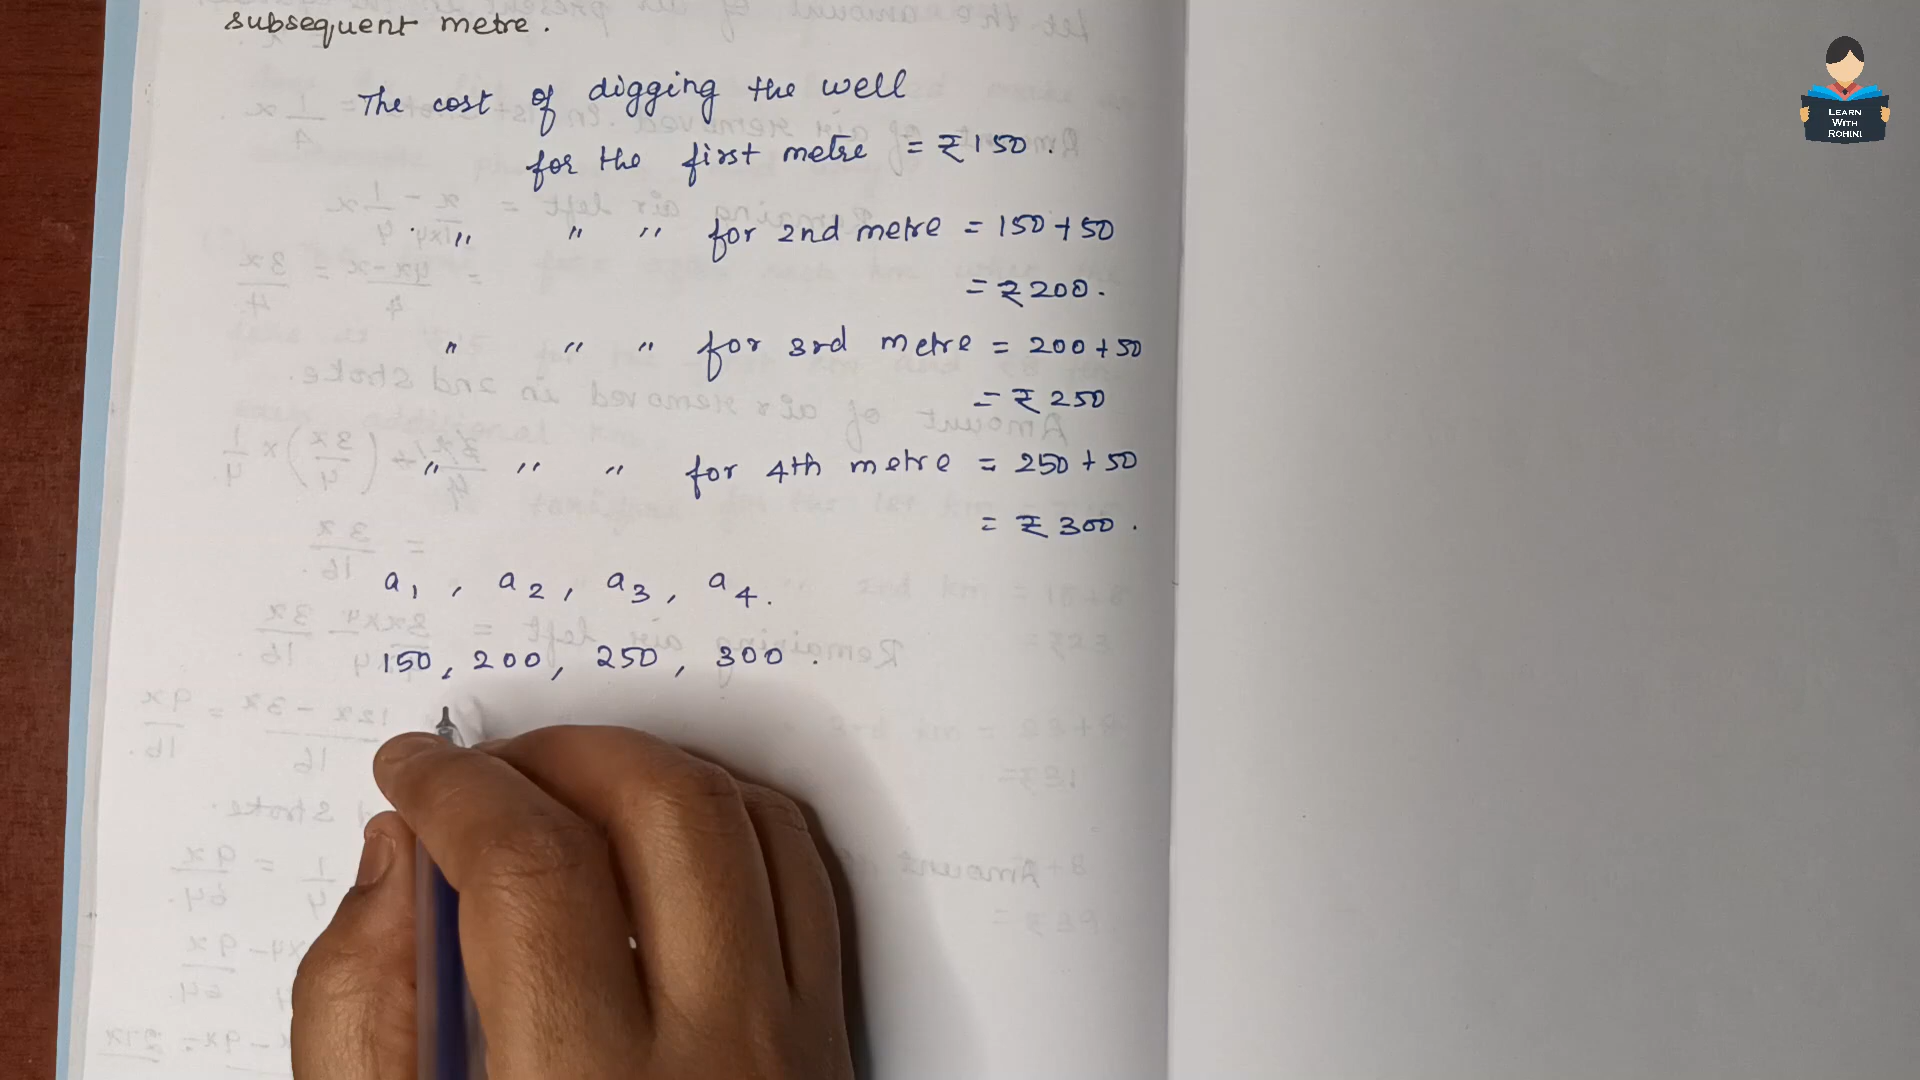 subsequent metre.
The cost of digging the well
for the first metre = ₹150.
" " " for 2nd metre = 150+50
= ₹200.
" " " for 3rd metre = 200+50
= ₹250
" " " for 4th metre = 250+50
= ₹300.
a1, a2, a3, a4.
150, 200, 250, 300.
LEARN
WITH
ROHINI